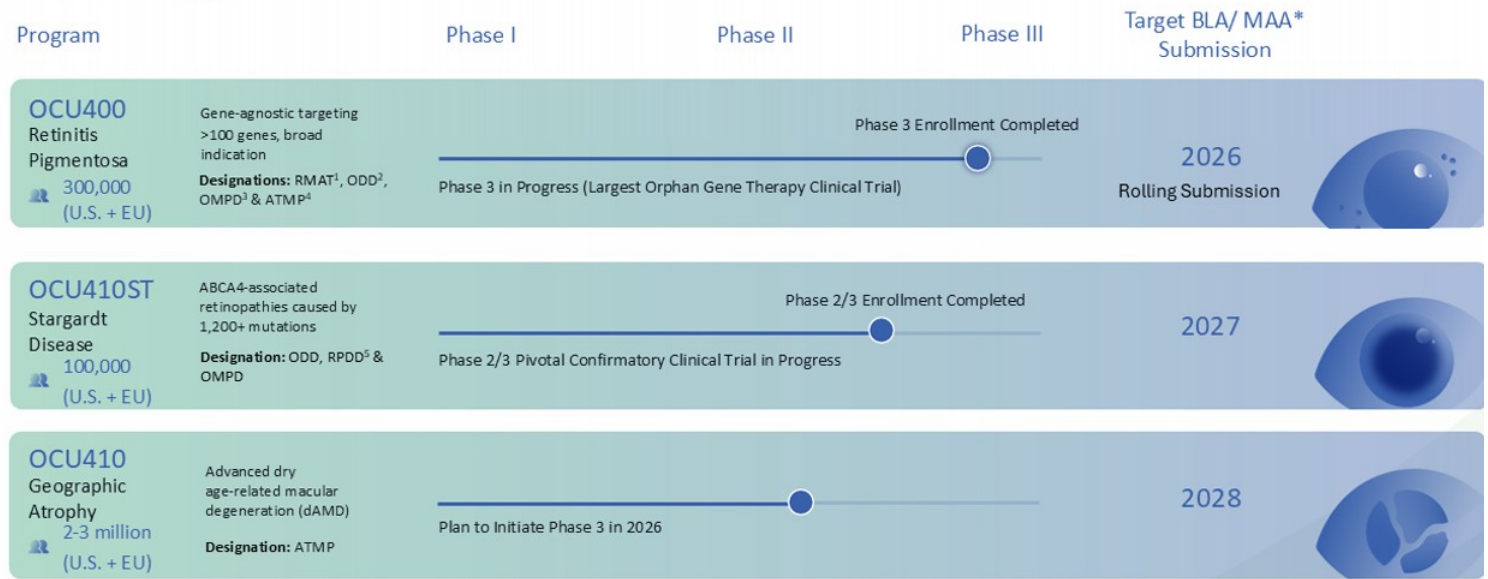 Program
Phase I
Phase II
Phase III
Target BLA/ MAA*
Submission
OCU400
Retinitis
Pigmentosa
300,000
(U.S. + EU)
Gene-agnostic targeting
>100 genes, broad
indication
Designations: RMAT¹, ODD²,
OMPD³ & ATMP⁴
Phase 3 Enrollment Completed
Phase 3 in Progress (Largest Orphan Gene Therapy Clinical Trial)
2026
Rolling Submission
OCU410ST
Stargardt
Disease
100,000
(U.S. + EU)
ABCA4-associated
retinopathies caused by
1,200+ mutations
Designation: ODD, RPDD⁵ &
OMPD
Phase 2/3 Enrollment Completed
Phase 2/3 Pivotal Confirmatory Clinical Trial in Progress
2027
OCU410
Geographic
Atrophy
2-3 million
(U.S. + EU)
Advanced dry
age-related macular
degeneration (dAMD)
Designation: ATMP
Plan to Initiate Phase 3 in 2026
2028